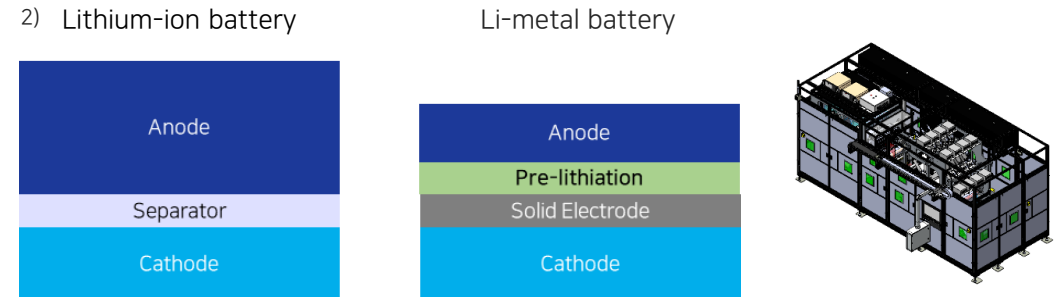 2) Lithium-ion battery
Li-metal battery
Anode
Separator
Cathode
Anode
Pre-lithiation
Solid Electrode
Cathode